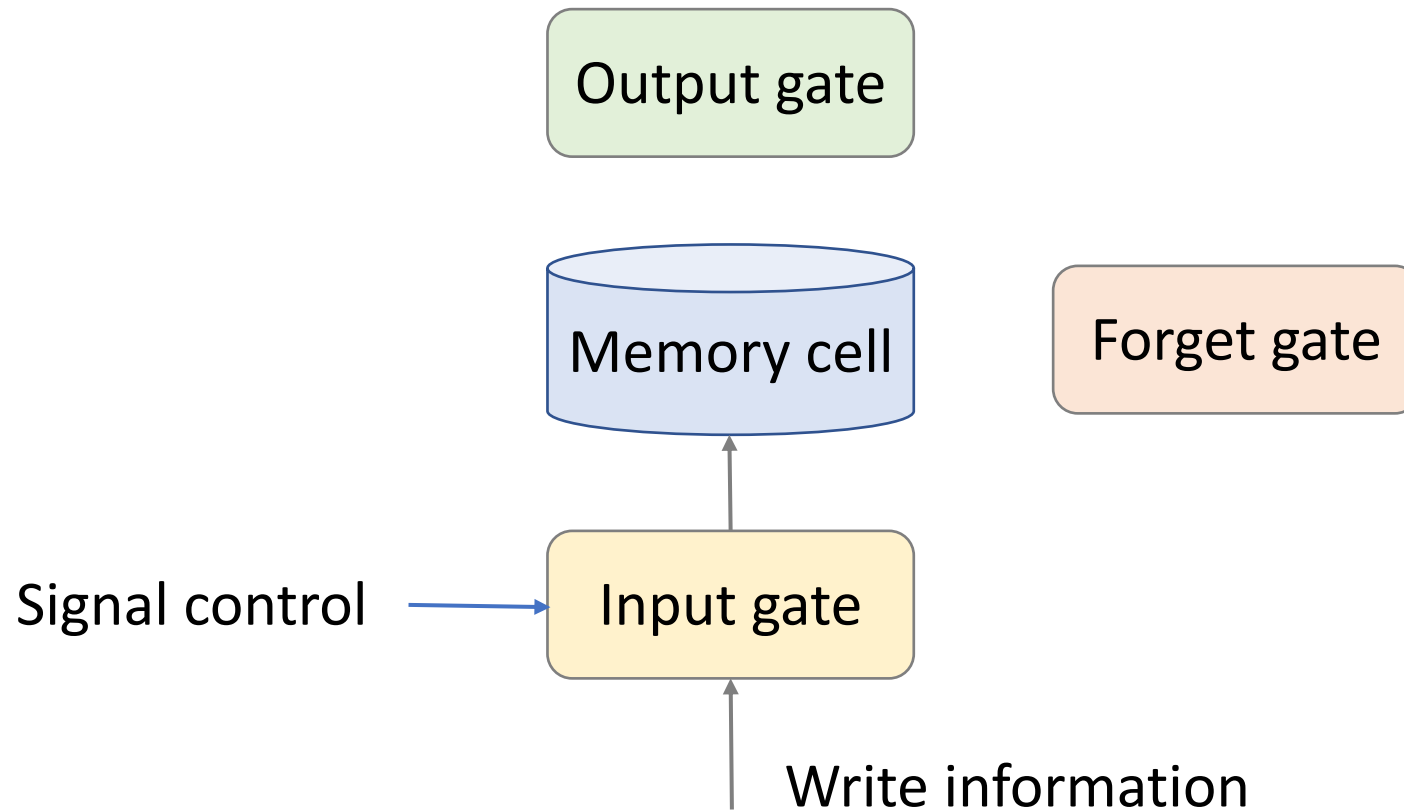 Output gate
Memory cell
Forget gate
Signal control
Input gate
Write information